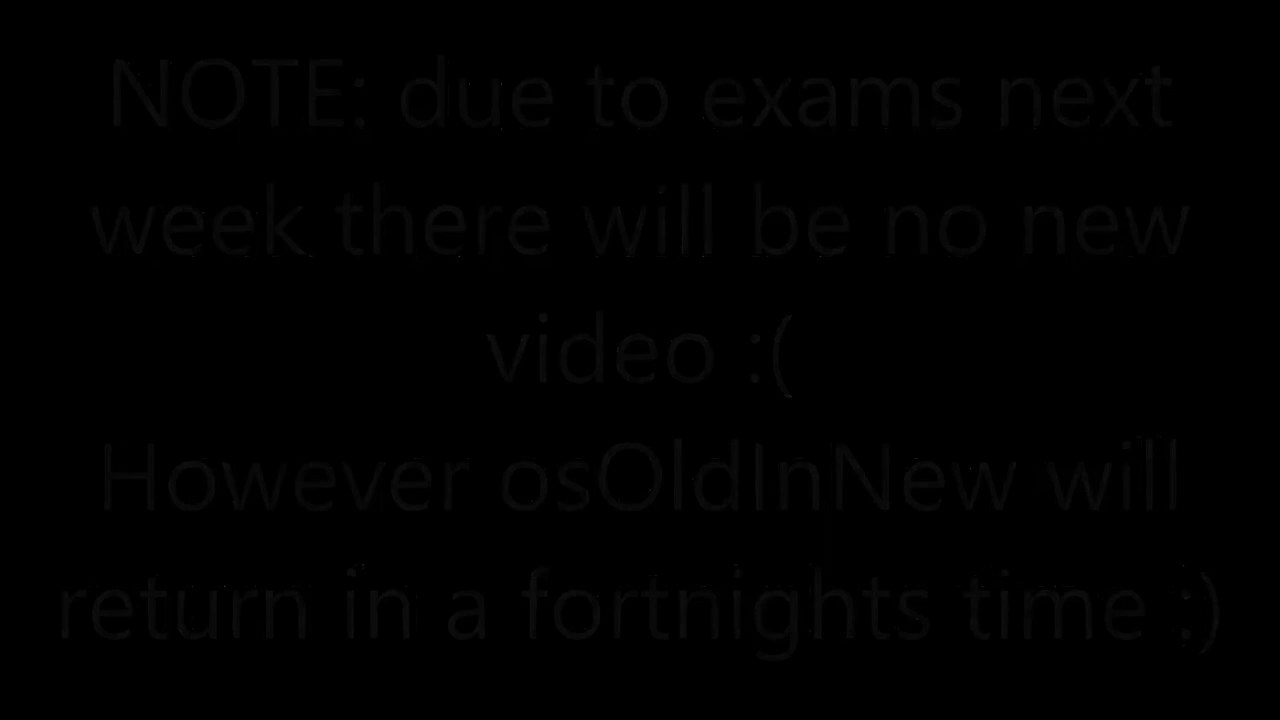 NOTE: due to exams next
week there will be no new
video :(
However osOldInNew will
return in a fortnights time :)